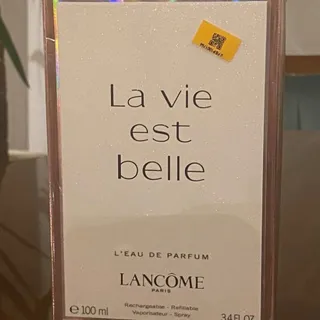 La vie
est
belle
L'EAU DE PARFUM
LANCÔME
PARIS
Rechargeable - Refillable
Vaporisateur - Spray
e 100 ml
3.4 FL.OZ